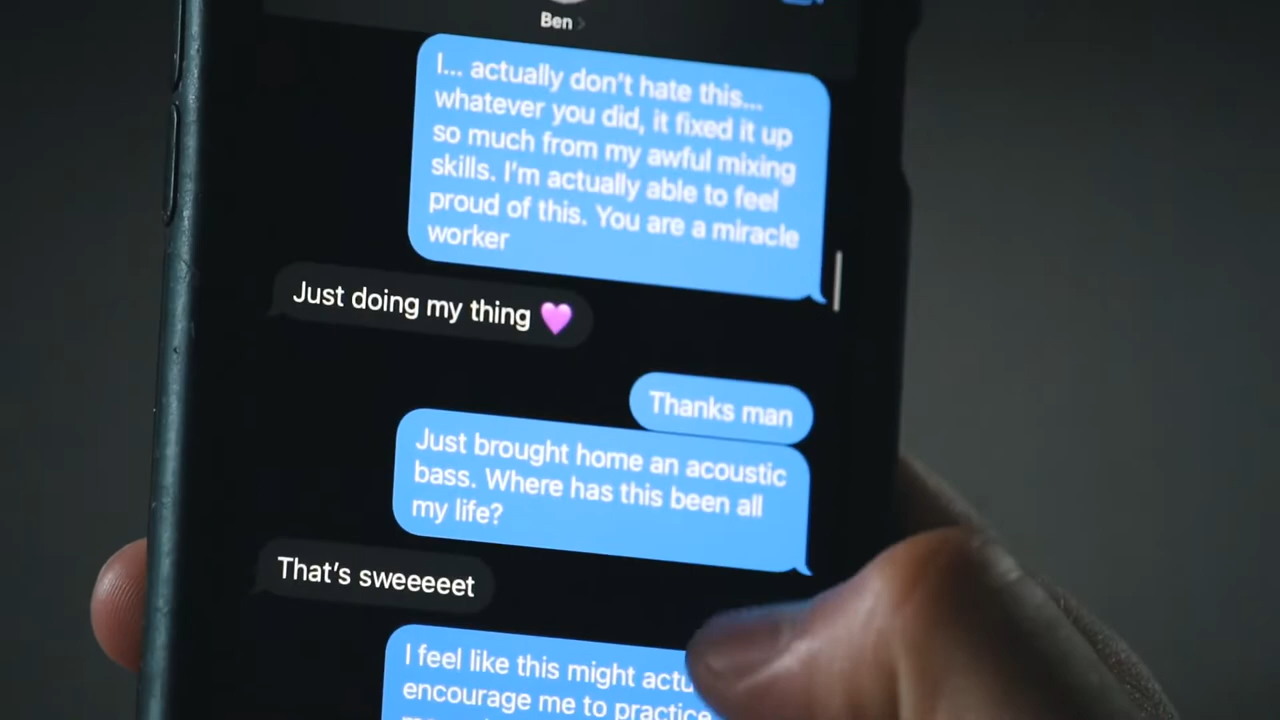 Ben
I... actually don't hate this...
whatever you did, it fixed it up
so much from my awful mixing
skills. I'm actually able to feel
proud of this. You are a miracle
worker
Just doing my thing 💜
Thanks man
Just brought home an acoustic
bass. Where has this been all
my life?
That's sweeeeet
I feel like this might
encourage me to practice